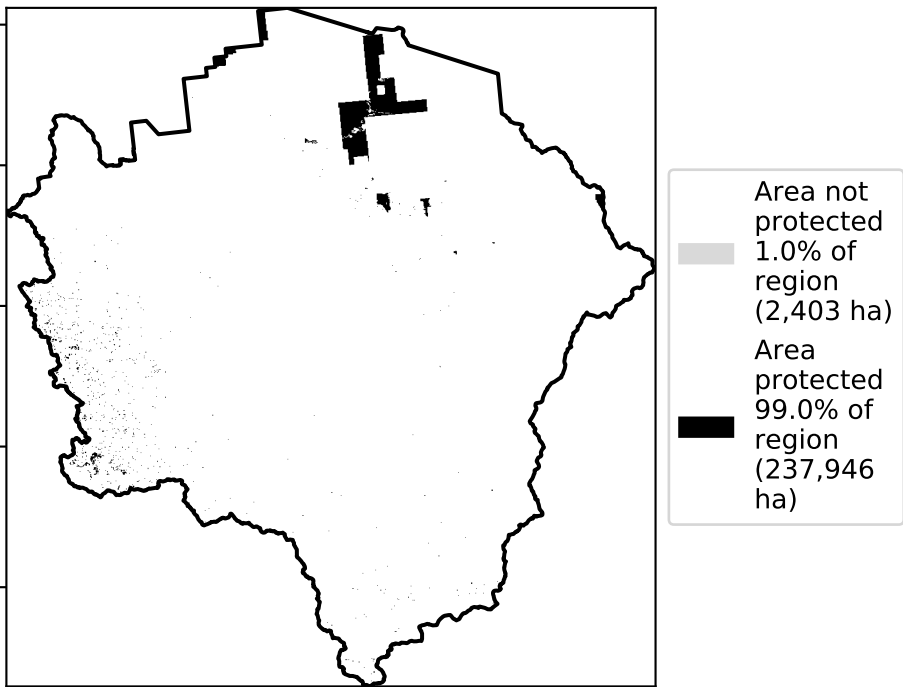 Area not
protected
1.0% of
region
(2,403 ha)
Area
protected
99.0% of
region
(237,946
ha)